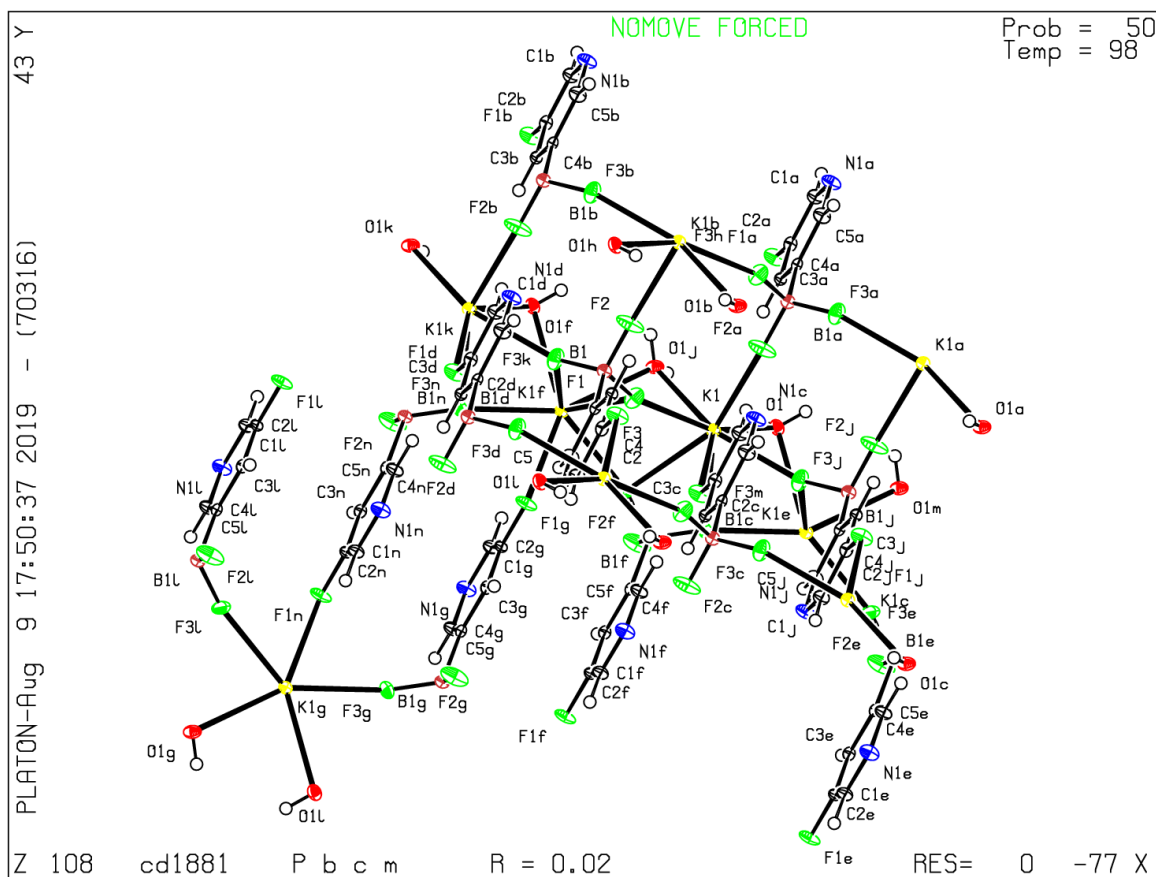 NOMOVE FORCED
Prob = 50
Temp = 98
43 Y
PLATON-Aug 9 17:50:37 2019 - (70316)
C1b
N1b
C2b
F1b
C5b
C3b
C4b
F3b
N1a
C1a
F2b
B1b
K1b
C2a
O1k
O1h
F3h
F1a
C5a
C4a
C3a
N1d
C1d
O1b
F3a
F2
F2a
B1a
K1k
O1f
K1a
F1d
F3k
B1
O1j
C3d
F3n
F1
K1
F1l
C2d
K1f
N1c
O1
O1a
B1n
B1d
C2l
F2j
C1l
F2n
F3
F3d
C5
C4
C2
C5n
C3l
F2d
F3j
N1l
C3n
C4n
O1l
C3c
F3m
C4l
C2c
K1e
O1m
C5l
N1n
F1g
F2f
B1c
B1j
C3j
C1n
C2g
B1f
F3c
C4j
B1l
F2l
C2n
C1g
C5j
C2j
F1j
C5f
F2c
K1c
N1g
C3g
C3f
C4f
N1j
F3e
F3l
F1n
C4g
C1j
F2e
B1e
C5g
N1f
C1f
O1c
C2f
C5e
K1g
F3g
B1g
F2g
C4e
C3e
F1f
O1g
N1e
C1e
C2e
O1l
F1e
Z 108 cd1881 P b c m R = 0.02 RES= 0 -77 X